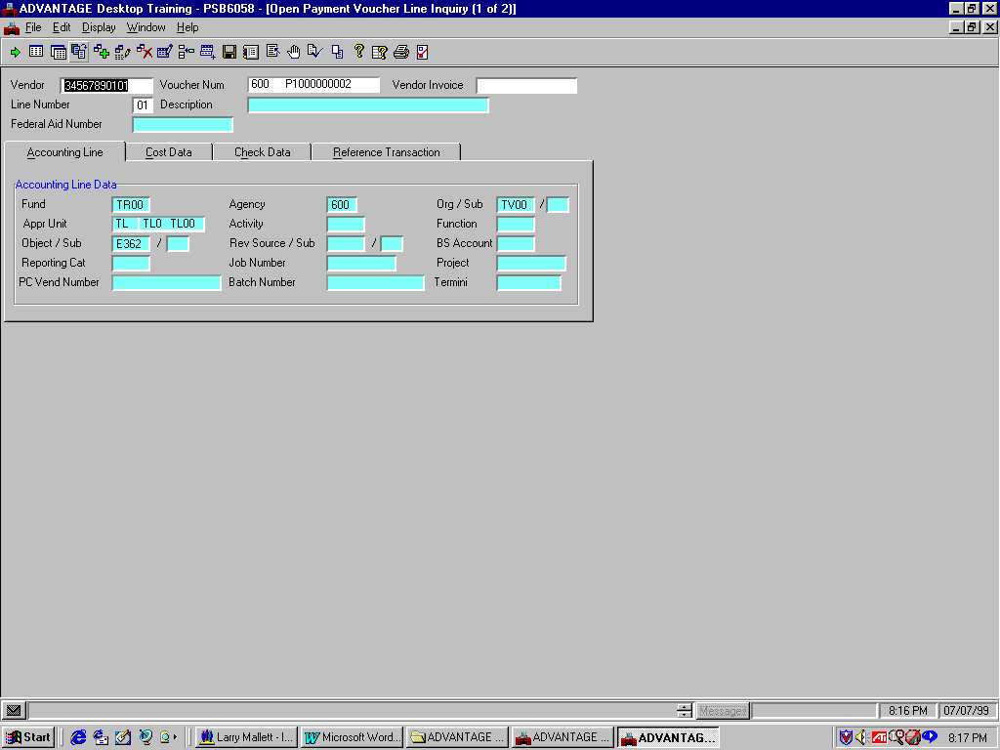 ADVANTAGE Desktop Training - PSB6058 - [Open Payment Voucher Line Inquiry (1 of 2)]
File Edit Display Window Help
Vendor 34567890101 Voucher Num 600 P1000000002 Vendor Invoice
Line Number 01 Description
Federal Aid Number
Accounting Line Cost Data Check Data Reference Transaction
Accounting Line Data
Fund TR00 Agency 600 Org / Sub TV00 /
Appr Unit TL TL0 TL00 Activity Function
Object / Sub E362 / Rev Source / Sub / BS Account
Reporting Cat Job Number Project
PC Vend Number Batch Number Termini
Messages 8:16 PM 07/07/99
Start Larry Mallett - I... Microsoft Word... ADVANTAGE ... ADVANTAGE ... ADVANTAG... 8:17 PM